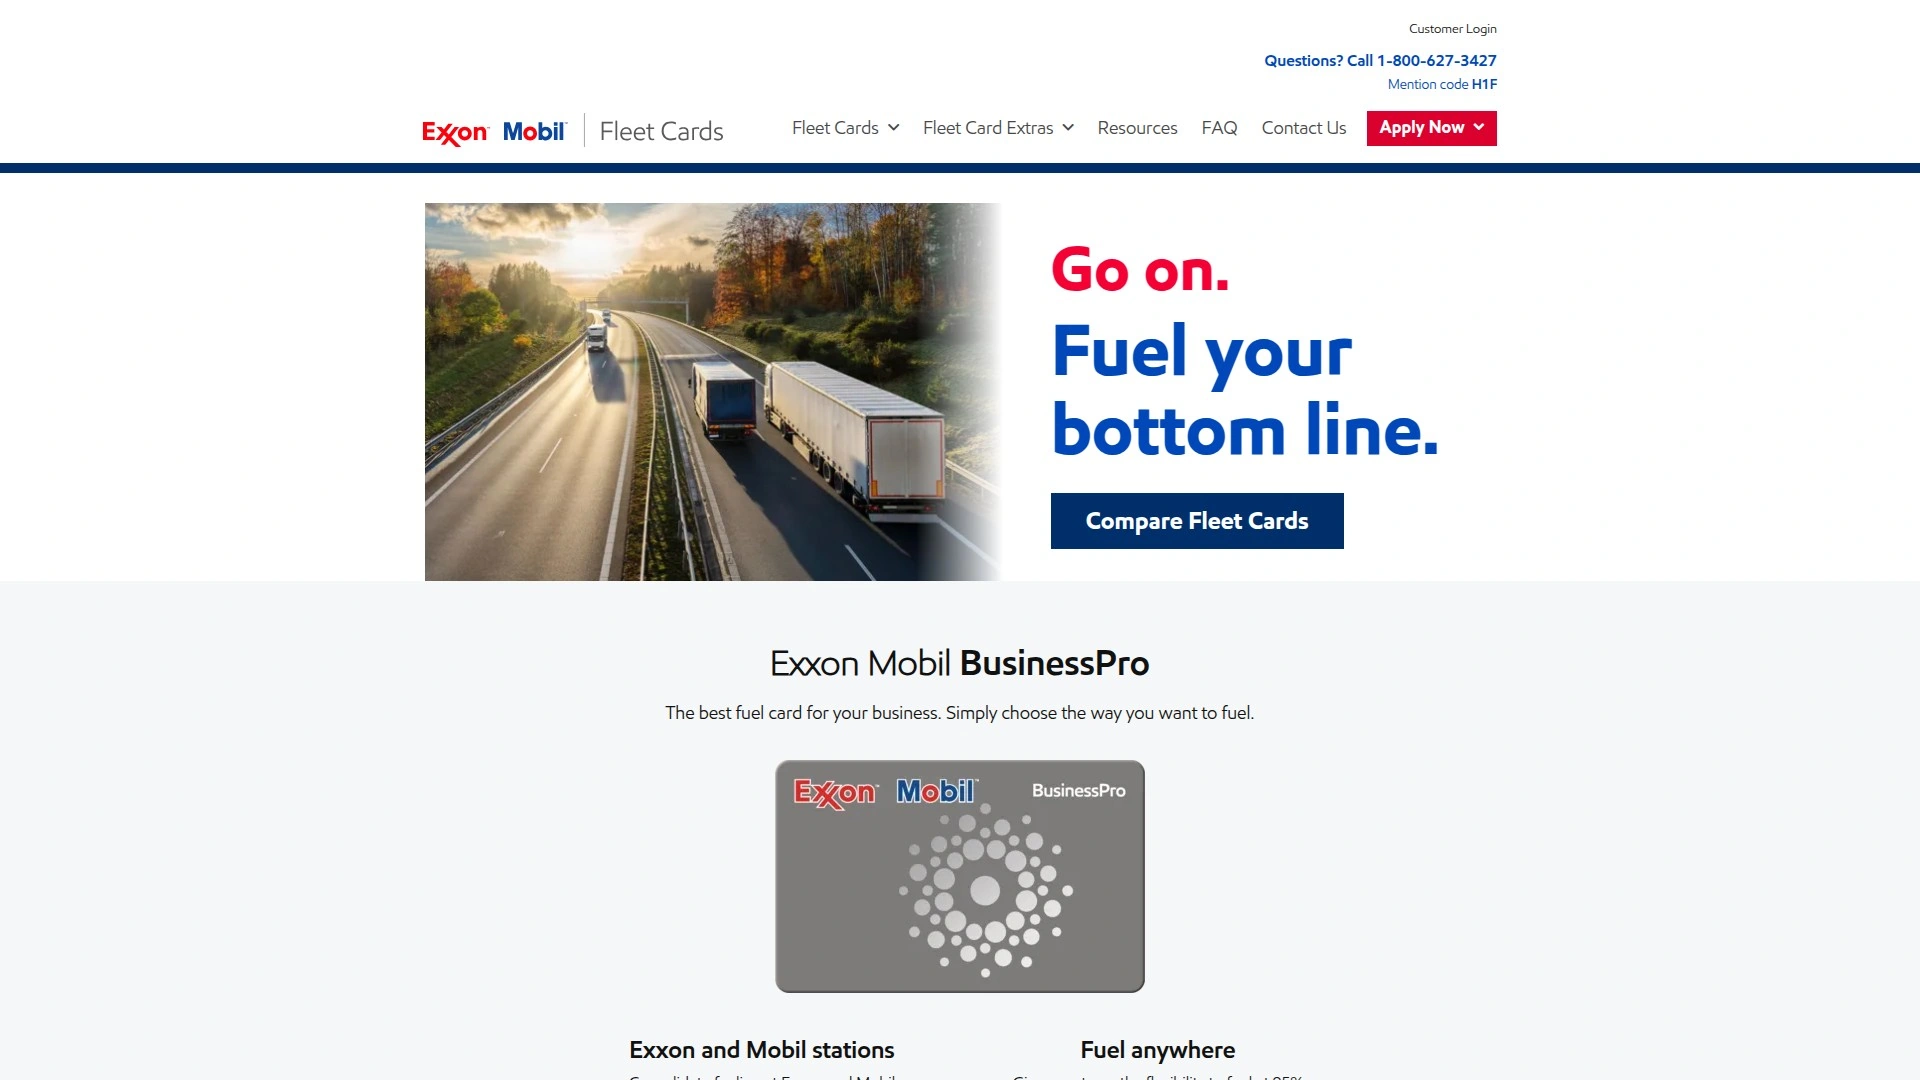 Customer Login
Questions? Call 1-800-627-3427
Mention code H1F
Exxon Mobil Fleet Cards
Fleet Cards Fleet Card Extras Resources FAQ Contact Us Apply Now
Go on.
Fuel your
bottom line.
Compare Fleet Cards
Exxon Mobil BusinessPro
The best fuel card for your business. Simply choose the way you want to fuel.
Exxon Mobil BusinessPro
Exxon and Mobil stations
Fuel anywhere